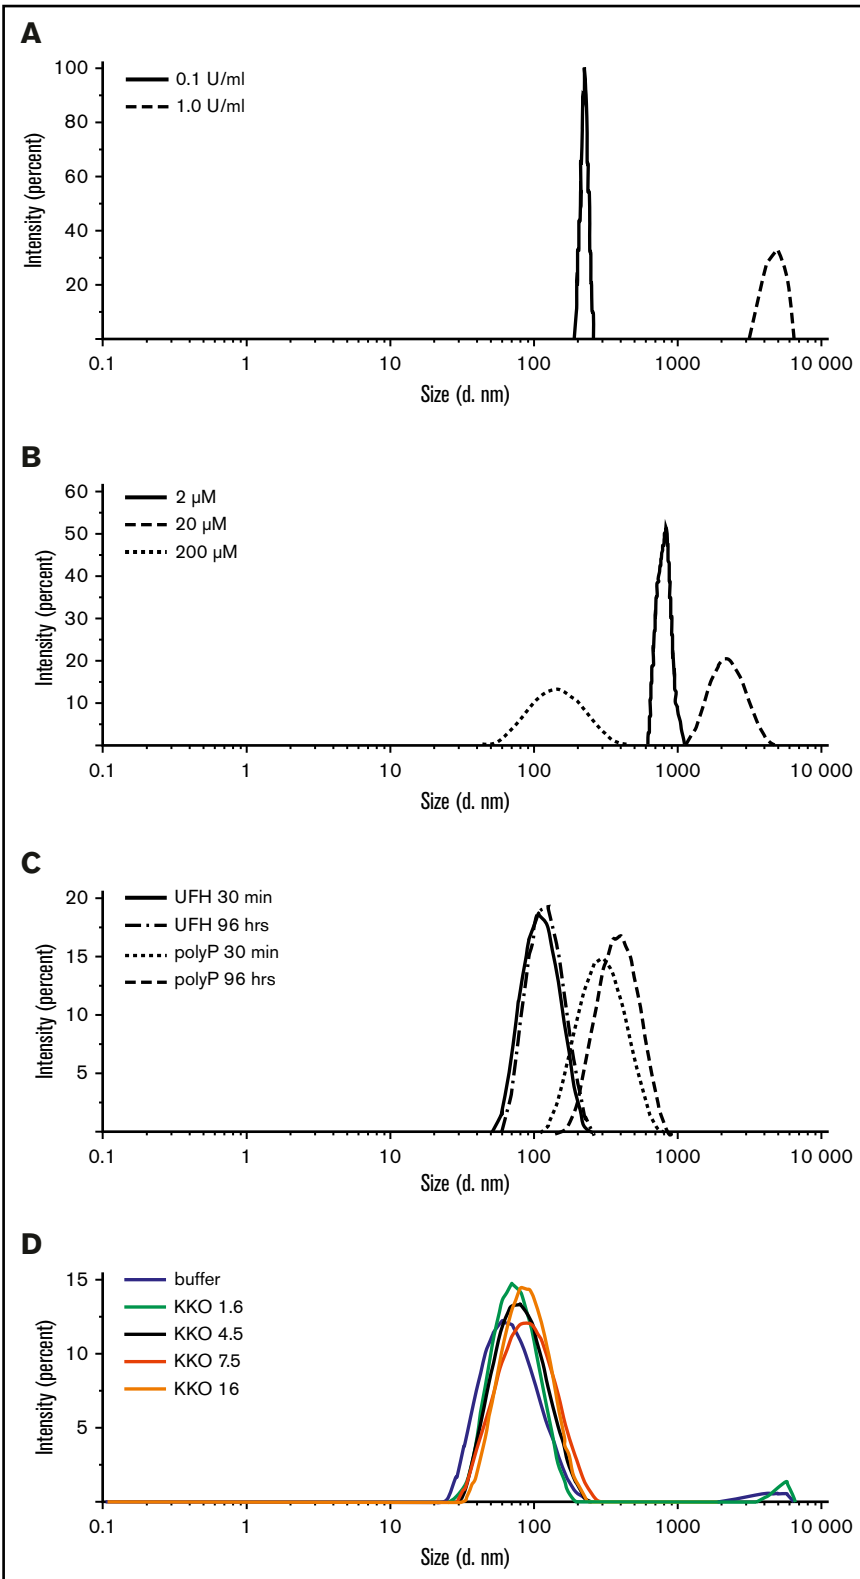 A
100
80
60
40
20
Intensity (percent)
0.1 U/ml
1.0 U/ml
0.1 1 10 100 1000 10 000
Size (d. nm)
B
60
50
40
30
20
10
Intensity (percent)
2 µM
20 µM
200 µM
0.1 1 10 100 1000 10 000
Size (d. nm)
C
20
15
10
5
Intensity (percent)
UFH 30 min
UFH 96 hrs
polyP 30 min
polyP 96 hrs
0.1 1 10 100 1000 10 000
Size (d. nm)
D
15
10
5
Intensity (percent)
buffer
KKO 1.6
KKO 4.5
KKO 7.5
KKO 16
0.1 1 10 100 1000 10 000
Size (d. nm)